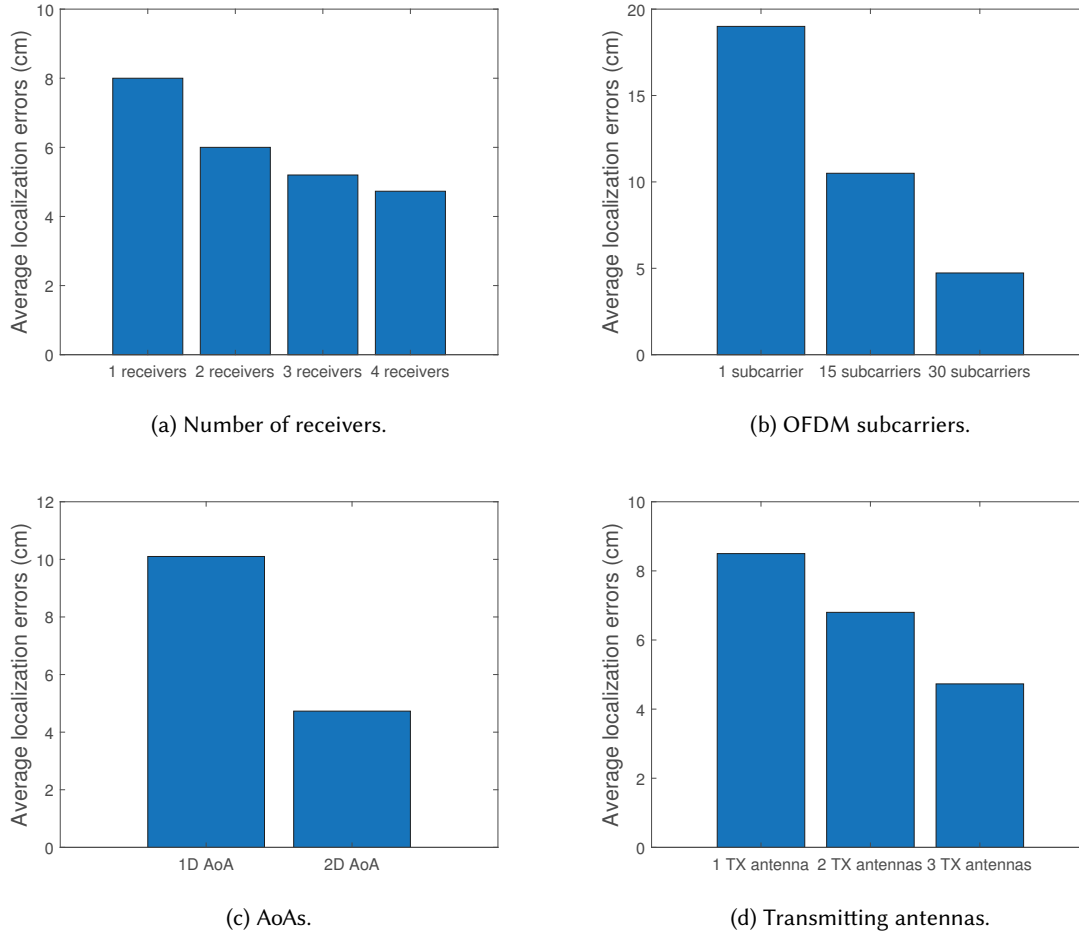 Average localization errors (cm)
10
8
6
4
2
0
1 receivers 2 receivers 3 receivers 4 receivers
(a) Number of receivers.
Average localization errors (cm)
20
15
10
5
0
1 subcarrier 15 subcarriers 30 subcarriers
(b) OFDM subcarriers.
Average localization errors (cm)
12
10
8
6
4
2
0
1D AoA 2D AoA
(c) AoAs.
Average localization errors (cm)
10
8
6
4
2
0
1 TX antenna 2 TX antennas 3 TX antennas
(d) Transmitting antennas.